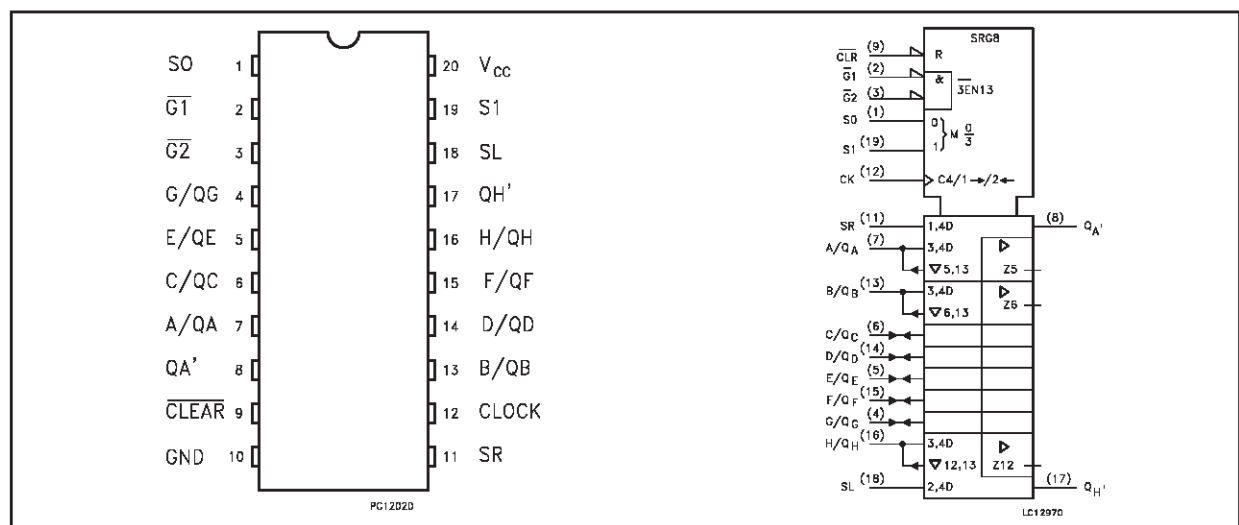 S0 1 20 VCC
G1 2 19 S1
G2 3 18 SL
G/QG 4 17 QH'
E/QE 5 16 H/QH
C/QC 6 15 F/QF
A/QA 7 14 D/QD
QA' 8 13 B/QB
CLEAR 9 12 CLOCK
GND 10 11 SR
PC12020
SRG8
CLR (9) R
G1 (2) &
3EN13
G2 (3)
S0 (1) 0
M 0/3
S1 (19) 1
CK (12) C4/1→/2←
SR (11) 1,4D (8) QA'
A/QA (7) 3,4D ▷
▽5,13 Z5
B/QB (13) 3,4D ▷
▽6,13 Z6
C/QC (6)
D/QD (14)
E/QE (5)
F/QF (15)
G/QG (4)
H/QH (16) 3,4D ▷
▽12,13 Z12
SL (18) 2,4D (17) QH'
LC12970